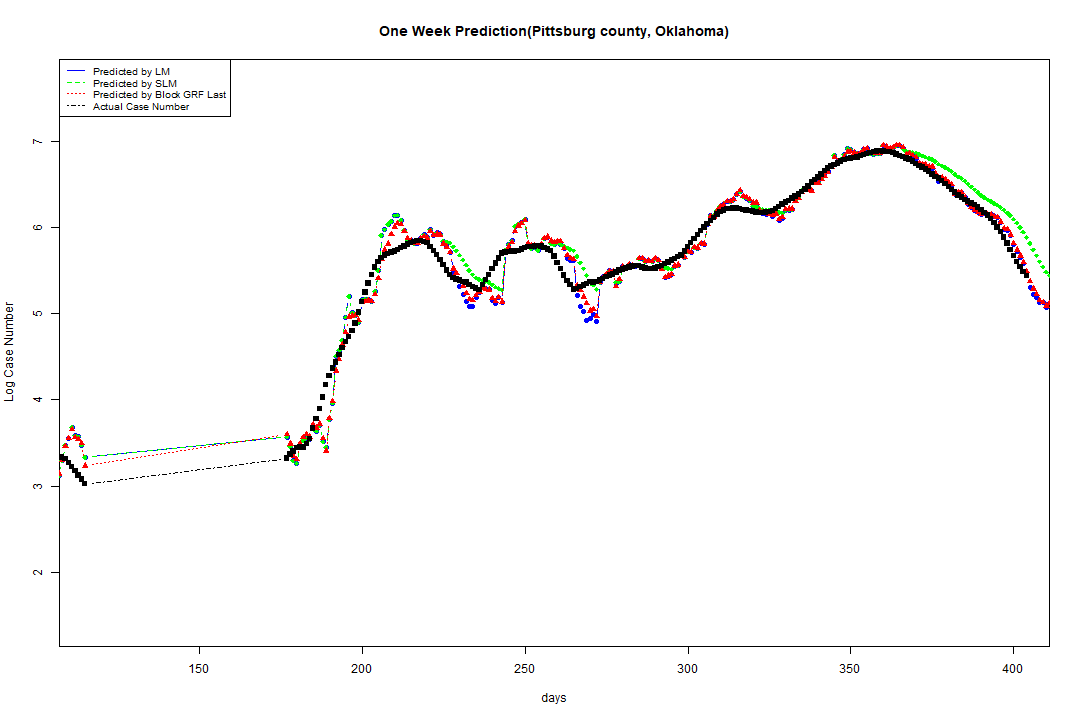 One Week Prediction(Pittsburg county, Oklahoma)
Predicted by LM
Predicted by SLM
Predicted by Block GRF Last
Actual Case Number
7
6
5
4
3
2
Log Case Number
150 200 250 300 350 400
days